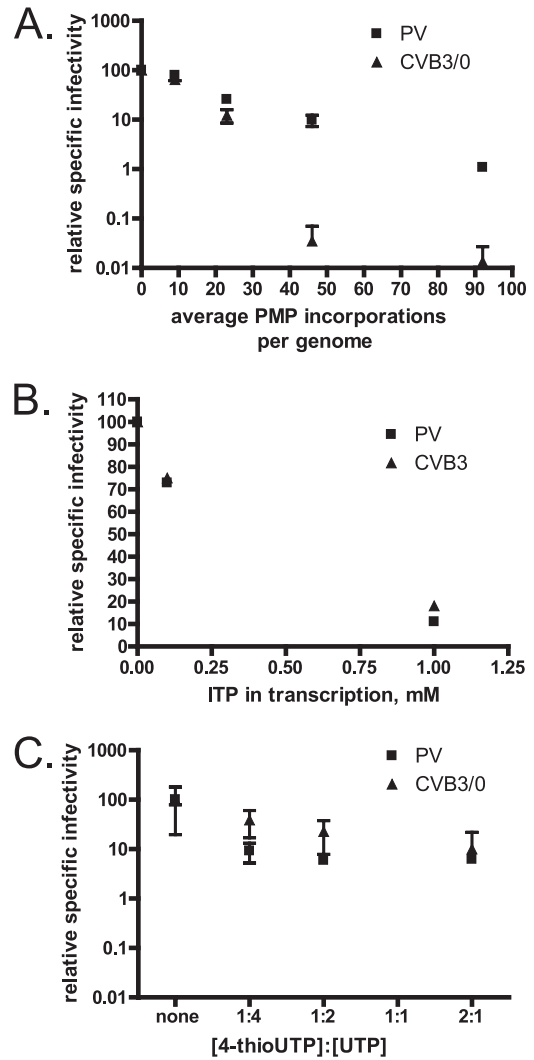 A.
relative specific infectivity
1000
100
10
1
0.1
0.01
PV
CVB3/0
0 10 20 30 40 50 60 70 80 90 100
average PMP incorporations
per genome
B.
relative specific infectivity
110
100
90
80
70
60
50
40
30
20
10
0
PV
CVB3
0.00 0.25 0.50 0.75 1.00 1.25
ITP in transcription, mM
C.
relative specific infectivity
1000
100
10
1
0.1
0.01
PV
CVB3/0
none 1:4 1:2 1:1 2:1
[4-thioUTP]:[UTP]